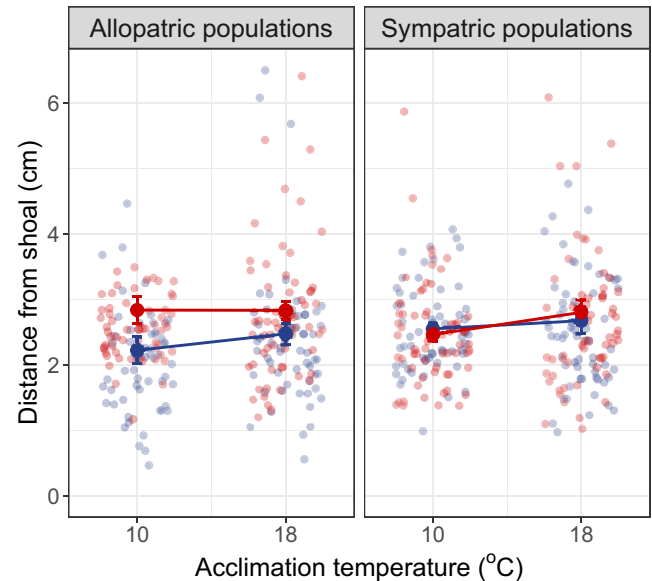 Allopatric populations
Sympatric populations
Distance from shoal (cm)
6
4
2
0
10
18
10
18
Acclimation temperature (°C)